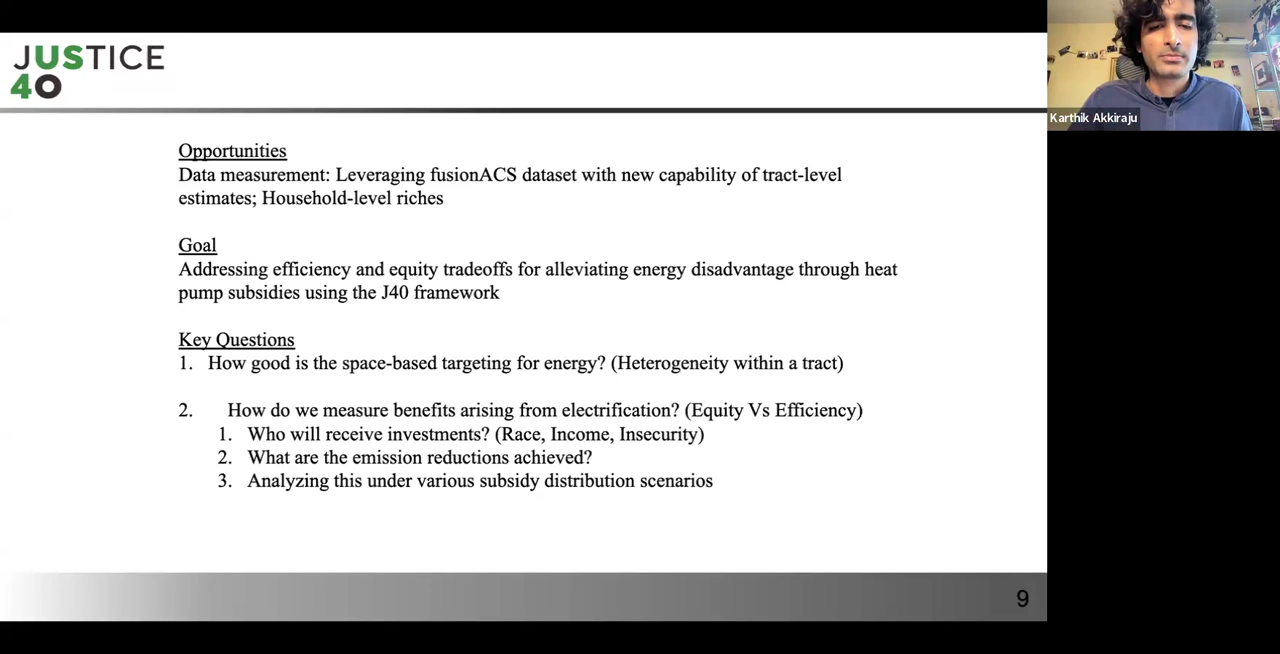 JUSTICE
40
Karthik Akkiraju
Opportunities
Data measurement: Leveraging fusionACS dataset with new capability of tract-level
estimates; Household-level riches
Goal
Addressing efficiency and equity tradeoffs for alleviating energy disadvantage through heat
pump subsidies using the J40 framework
Key Questions
1. How good is the space-based targeting for energy? (Heterogeneity within a tract)
2. How do we measure benefits arising from electrification? (Equity Vs Efficiency)
1. Who will receive investments? (Race, Income, Insecurity)
2. What are the emission reductions achieved?
3. Analyzing this under various subsidy distribution scenarios
9